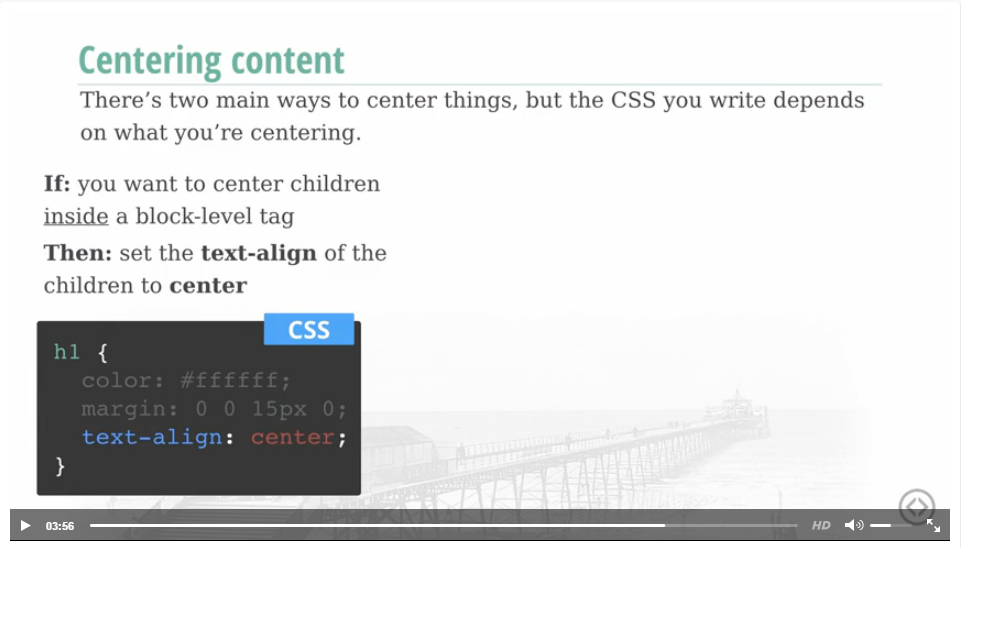 Centering content
There’s two main ways to center things, but the CSS you write depends
on what you’re centering.
If: you want to center children
inside a block-level tag
Then: set the text-align of the
children to center
CSS
h1 {
color: #ffffff;
margin: 0 0 15px 0;
text-align: center;
}
03:56
HD